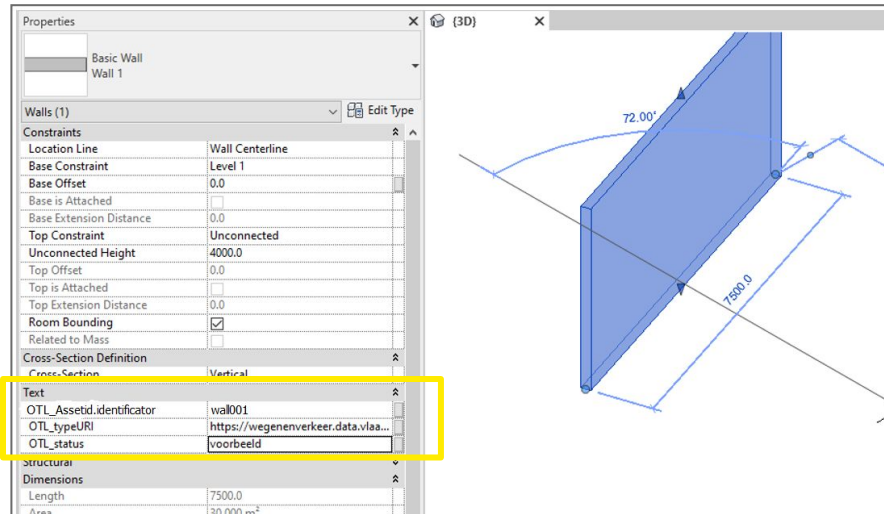 Properties
{3D}
Basic Wall
Wall 1
Walls (1)
Edit Type
Constraints
Location Line Wall Centerline
Base Constraint Level 1
Base Offset 0.0
Base is Attached
Base Extension Distance 0.0
Top Constraint Unconnected
Unconnected Height 4000.0
Top Offset 0.0
Top is Attached
Top Extension Distance 0.0
Room Bounding
Related to Mass
Cross-Section Definition
Cross-Section Vertical
Text
OTL_Assetid.identificator wall001
OTL_typeURI https://wegenenverkeer.data.vlaa...
OTL_status voorbeeld
Structural
Dimensions
Length 7500.0
Area 30.000 m²
72.00°
7500.0